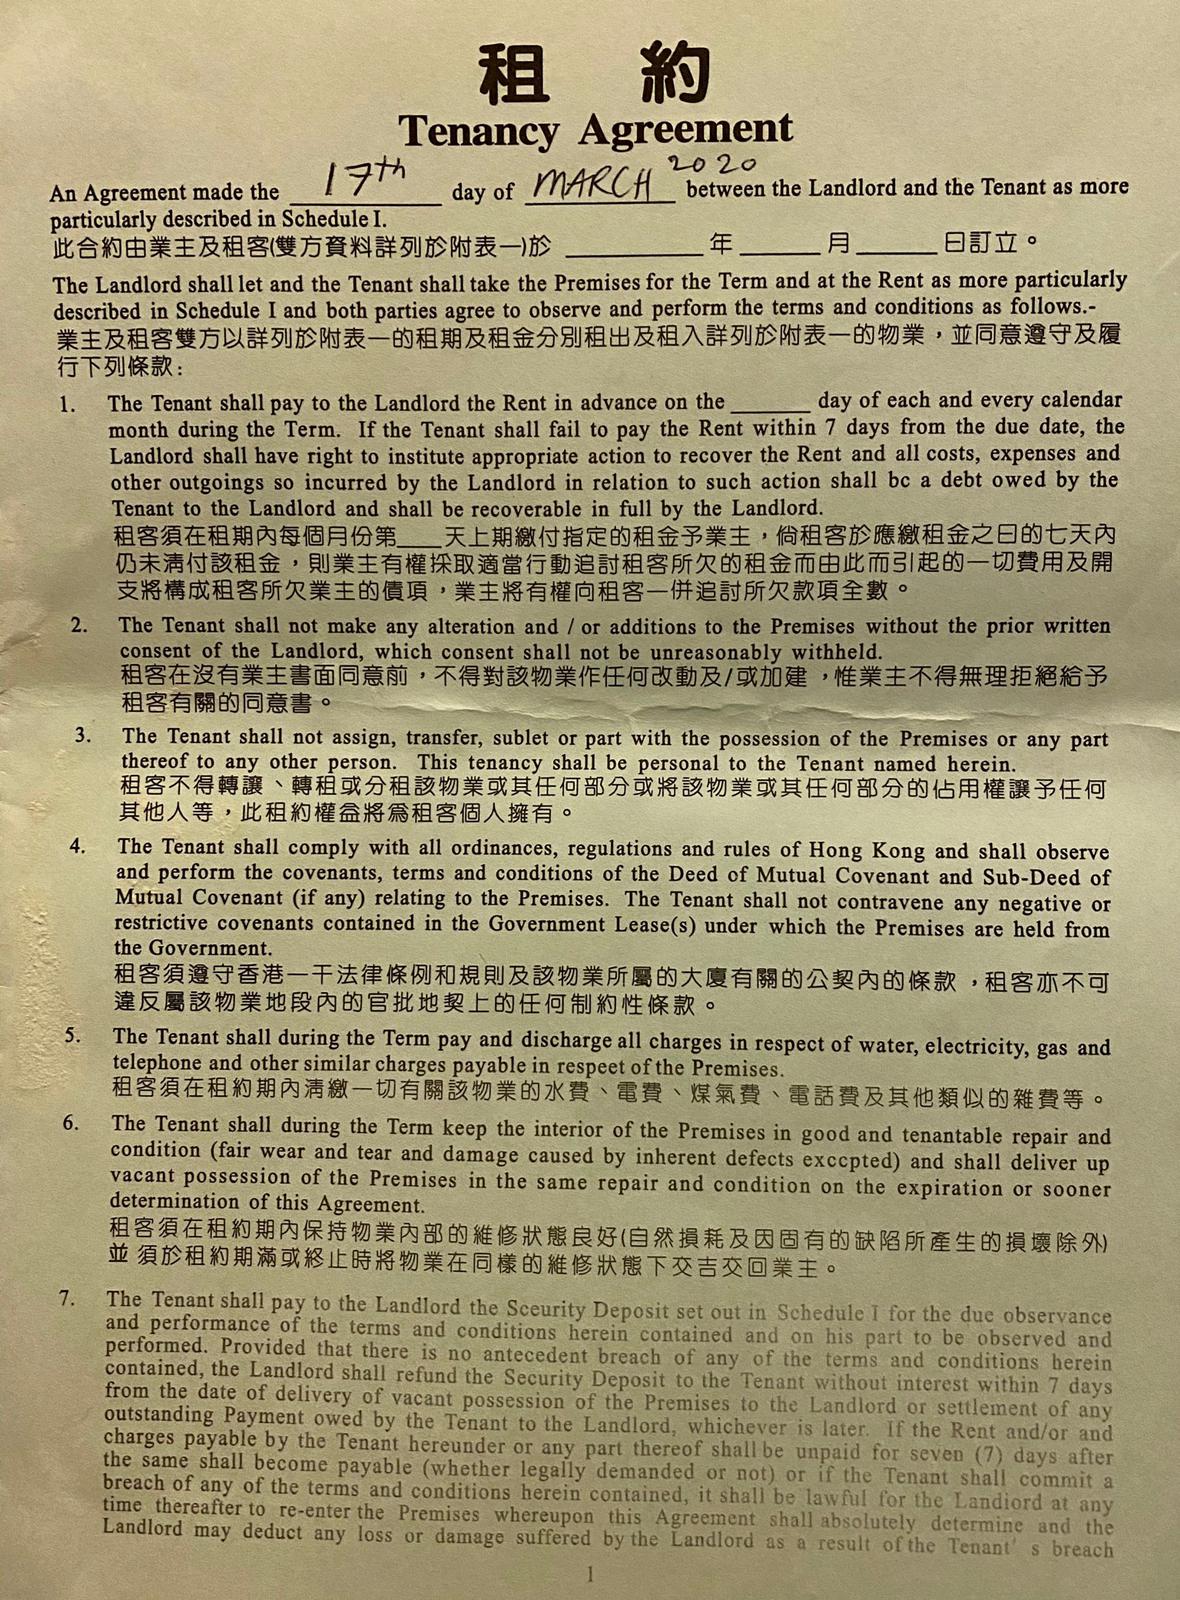 租 約
Tenancy Agreement
An Agreement made the 17th day of MARCH 2020 between the Landlord and the Tenant as more
particularly described in Schedule I.
此合約由業主及租客(雙方資料詳列於附表一)於 ______ 年 ______ 月 ______ 日訂立。
The Landlord shall let and the Tenant shall take the Premises for the Term and at the Rent as more particularly
described in Schedule I and both parties agree to observe and perform the terms and conditions as follows.-
業主及租客雙方以詳列於附表一的租期及租金分別租出及租入詳列於附表一的物業，並同意遵守及履
行下列條款:
1. The Tenant shall pay to the Landlord the Rent in advance on the ______ day of each and every calendar
month during the Term. If the Tenant shall fail to pay the Rent within 7 days from the due date, the
Landlord shall have right to institute appropriate action to recover the Rent and all costs, expenses and
other outgoings so incurred by the Landlord in relation to such action shall bc a debt owed by the
Tenant to the Landlord and shall be recoverable in full by the Landlord.
租客須在租期內每個月份第___天上期繳付指定的租金予業主，倘租客於應繳租金之日的七天內
仍未清付該租金，則業主有權採取適當行動追討租客所欠的租金而由此而引起的一切費用及開
支將構成租客所欠業主的債項，業主將有權向租客一併追討所欠款項全數。
2. The Tenant shall not make any alteration and / or additions to the Premises without the prior written
consent of the Landlord, which consent shall not be unreasonably withheld.
租客在沒有業主書面同意前，不得對該物業作任何改動及/或加建，惟業主不得無理拒絕給予
租客有關的同意書。
3. The Tenant shall not assign, transfer, sublet or part with the possession of the Premises or any part
thereof to any other person. This tenancy shall be personal to the Tenant named herein.
租客不得轉讓、轉租或分租該物業或其任何部分或將該物業或其任何部分的佔用權讓予任何
其他人等，此租約權益將為租客個人擁有。
4. The Tenant shall comply with all ordinances, regulations and rules of Hong Kong and shall observe
and perform the covenants, terms and conditions of the Deed of Mutual Covenant and Sub-Deed of
Mutual Covenant (if any) relating to the Premises. The Tenant shall not contravene any negative or
restrictive covenants contained in the Government Lease(s) under which the Premises are held from
the Government.
租客須遵守香港一干法律條例和規則及該物業所屬的大廈有關的公契內的條款，租客亦不可
違反屬該物業地段內的官批地契上的任何制約性條款。
5. The Tenant shall during the Term pay and discharge all charges in respect of water, electricity, gas and
telephone and other similar charges payable in respeet of the Premises.
租客須在租約期內清繳一切有關該物業的水費、電費、煤氣費、電話費及其他類似的雜費等。
6. The Tenant shall during the Term keep the interior of the Premises in good and tenantable repair and
condition (fair wear and tear and damage caused by inherent defects exccpted) and shall deliver up
vacant possession of the Premises in the same repair and condition on the expiration or sooner
determination of this Agreement.
租客須在租約期內保持物業內部的維修狀態良好(自然損耗及因固有的缺陷所產生的損壞除外)
並 須於租約期滿或終止時將物業在同樣的維修狀態下交吉交回業主。
7. The Tenant shall pay to the Landlord the Sceurity Deposit set out in Schedule I for the due observance
and performance of the terms and conditions herein contained and on his part to be observed and
performed. Provided that there is no antecedent breach of any of the terms and conditions herein
contained, the Landlord shall refund the Security Deposit to the Tenant without interest within 7 days
from the date of delivery of vacant possession of the Premises to the Landlord or settlement of any
outstanding Payment owed by the Tenant to the Landlord, whichever is later. If the Rent and/or and
charges payable by the Tenant hereunder or any part thereof shall be unpaid for seven (7) days after
the same shall become payable (whether legally demanded or not) or if the Tenant shall commit a
breach of any of the terms and conditions herein contained, it shall be lawful for the Landiord at any
time thereafter to re-enter the Premises whereupon this Agreement shall absolutely determine and the
Landlord may deduct any loss or damage suffered by the Landlord as a result of the Tenant' s breach
1